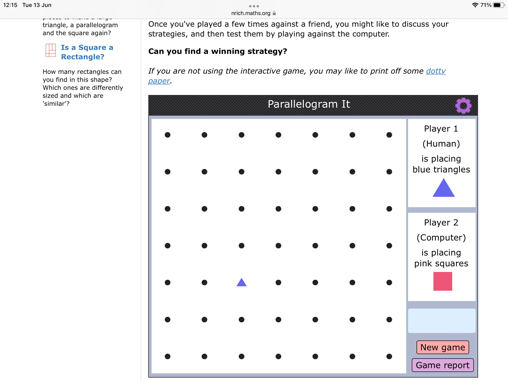 12:15 Tue 13 Jun
nrich.maths.org
71%
triangle, a parallelogram
and the square again?
Is a Square a
Rectangle?
How many rectangles can
you find in this shape?
Which ones are differently
sized and which are
'similar'?
Once you've played a few times against a friend, you might like to discuss your
strategies, and then test them by playing against the computer.
Can you find a winning strategy?
If you are not using the interactive game, you may like to print off some dotty
paper.
Parallelogram It
Player 1
(Human)
is placing
blue triangles
Player 2
(Computer)
is placing
pink squares
New game
Game report